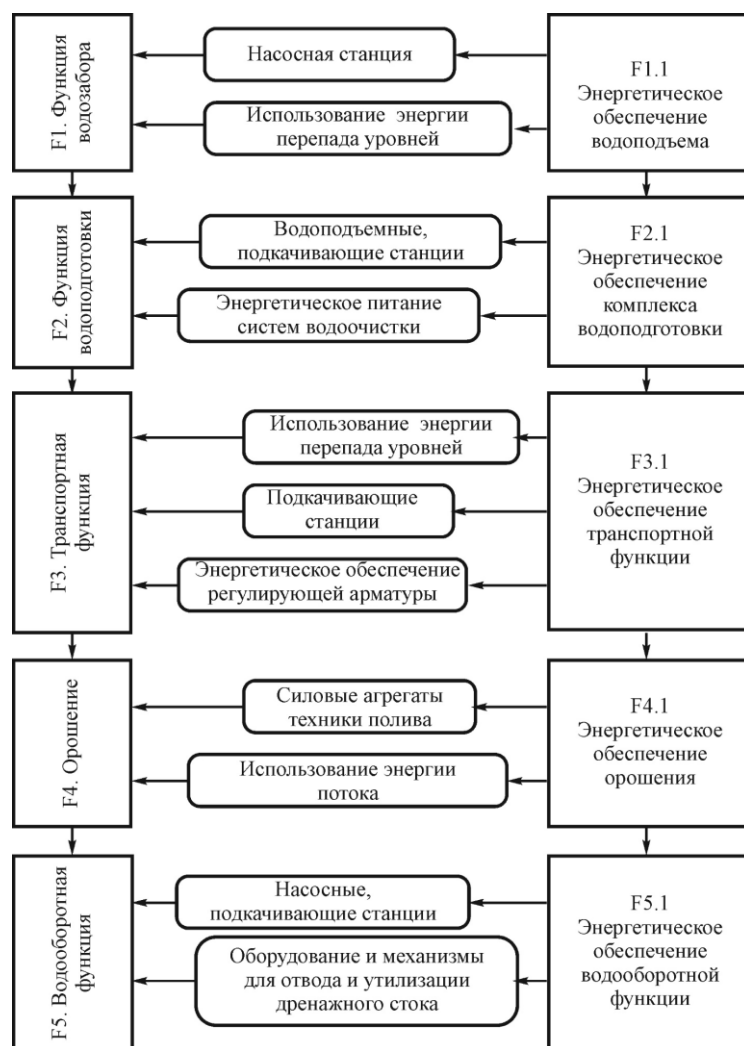 F1. Функция
водозабора
Насосная станция
Использование энергии
перепада уровней
F1.1
Энергетическое
обеспечение
водоподъема
F2. Функция
водоподготовки
Водоподъемные,
подкачивающие станции
Энергетическое питание
систем водоочистки
F2.1
Энергетическое
обеспечение
комплекса
водоподготовки
F3. Транспортная
функция
Использование энергии
перепада уровней
Подкачивающие
станции
Энергетическое обеспечение
регулирующей арматуры
F3.1
Энергетическое
обеспечение
транспортной
функции
F4. Орошение
Силовые агрегаты
техники полива
Использование энергии
потока
F4.1
Энергетическое
обеспечение
орошения
F5. Водооборотная
функция
Насосные,
подкачивающие станции
Оборудование и механизмы
для отвода и утилизации
дренажного стока
F5.1
Энергетическое
обеспечение
водооборотной
функции